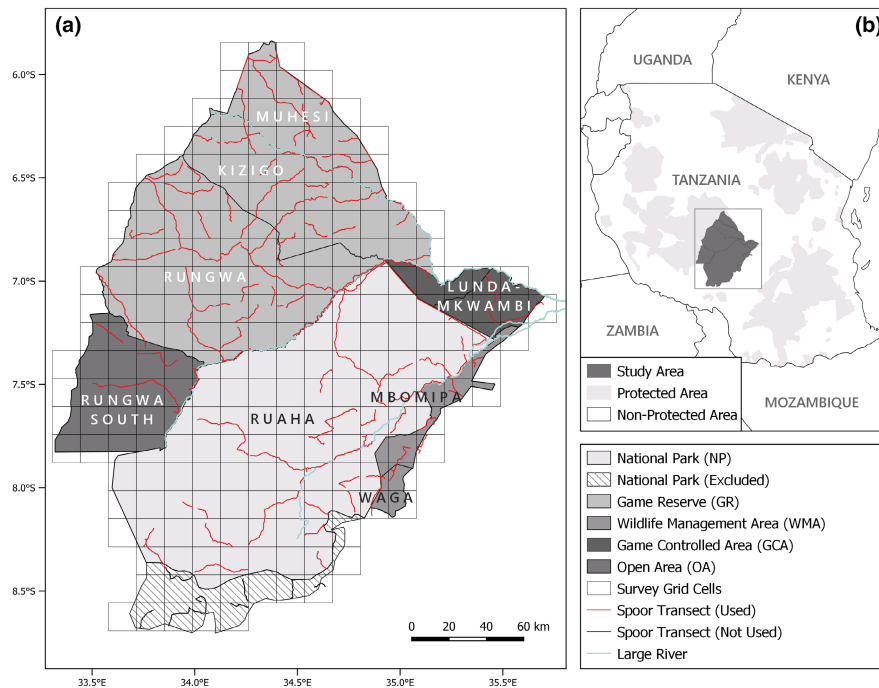 (a)
6.0°S
6.5°S
7.0°S
7.5°S
8.0°S
8.5°S
MUHESI
KIZIGO
RUNGWA
LUNDA-
MKWAMBI
RUNGWA
SOUTH
RUAHA
MBOMIPA
WAGA
0 20 40 60 km
33.5°E 34.0°E 34.5°E 35.0°E 35.5°E
(b)
UGANDA
KENYA
TANZANIA
ZAMBIA
MOZAMBIQUE
Study Area
Protected Area
Non-Protected Area
National Park (NP)
National Park (Excluded)
Game Reserve (GR)
Wildlife Management Area (WMA)
Game Controlled Area (GCA)
Open Area (OA)
Survey Grid Cells
Spoor Transect (Used)
Spoor Transect (Not Used)
Large River